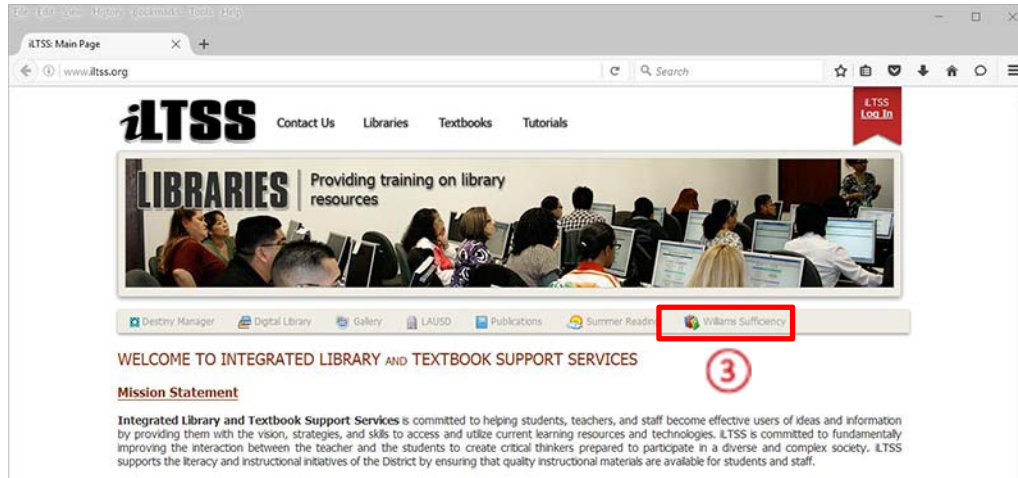 File Edit View History Bookmarks Tools Help
iLTSS: Main Page
www.iltss.org
Search
iLTSS
Contact Us Libraries Textbooks Tutorials
iLTSS
Log In
LIBRARIES Providing training on library
resources
Destiny Manager Digital Library Gallery LAUSD Publications Summer Reading Williams Sufficiency
WELCOME TO INTEGRATED LIBRARY AND TEXTBOOK SUPPORT SERVICES
3
Mission Statement
Integrated Library and Textbook Support Services is committed to helping students, teachers, and staff become effective users of ideas and information
by providing them with the vision, strategies, and skills to access and utilize current learning resources and technologies. iLTSS is committed to fundamentally
improving the interaction between the teacher and the students to create critical thinkers prepared to participate in a diverse and complex society. iLTSS
supports the literacy and instructional initiatives of the District by ensuring that quality instructional materials are available for students and staff.